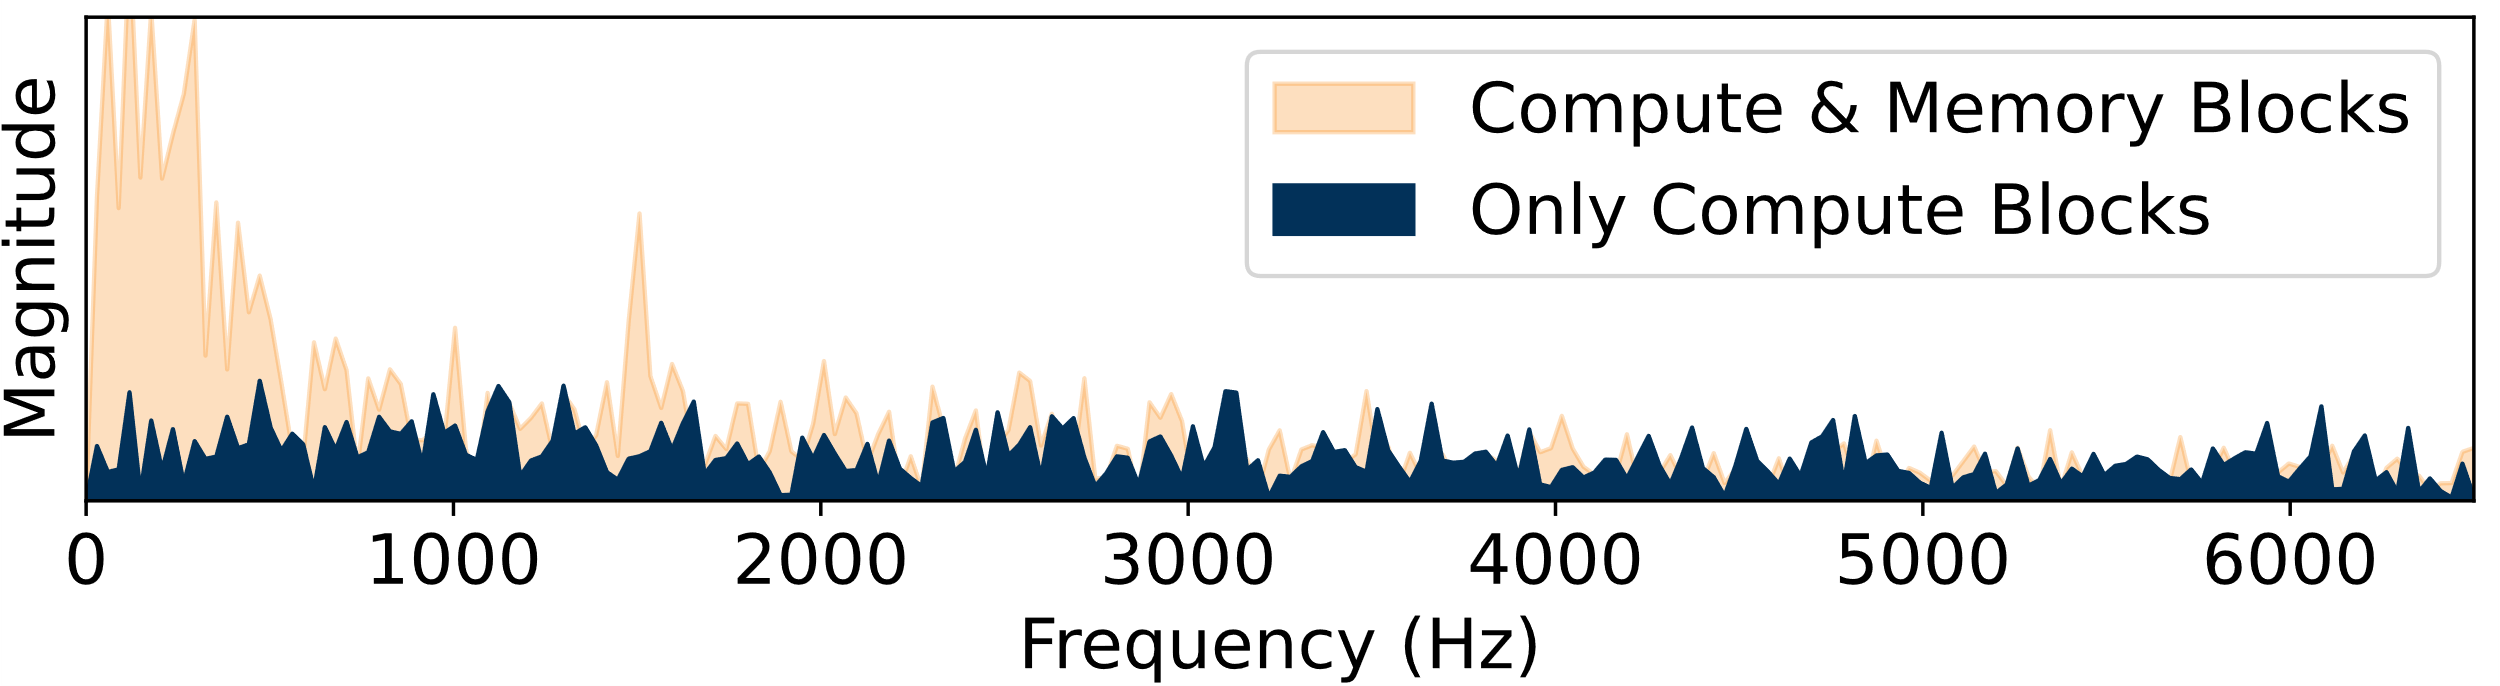 Magnitude
Compute & Memory Blocks
Only Compute Blocks
0 1000 2000 3000 4000 5000 6000
Frequency (Hz)